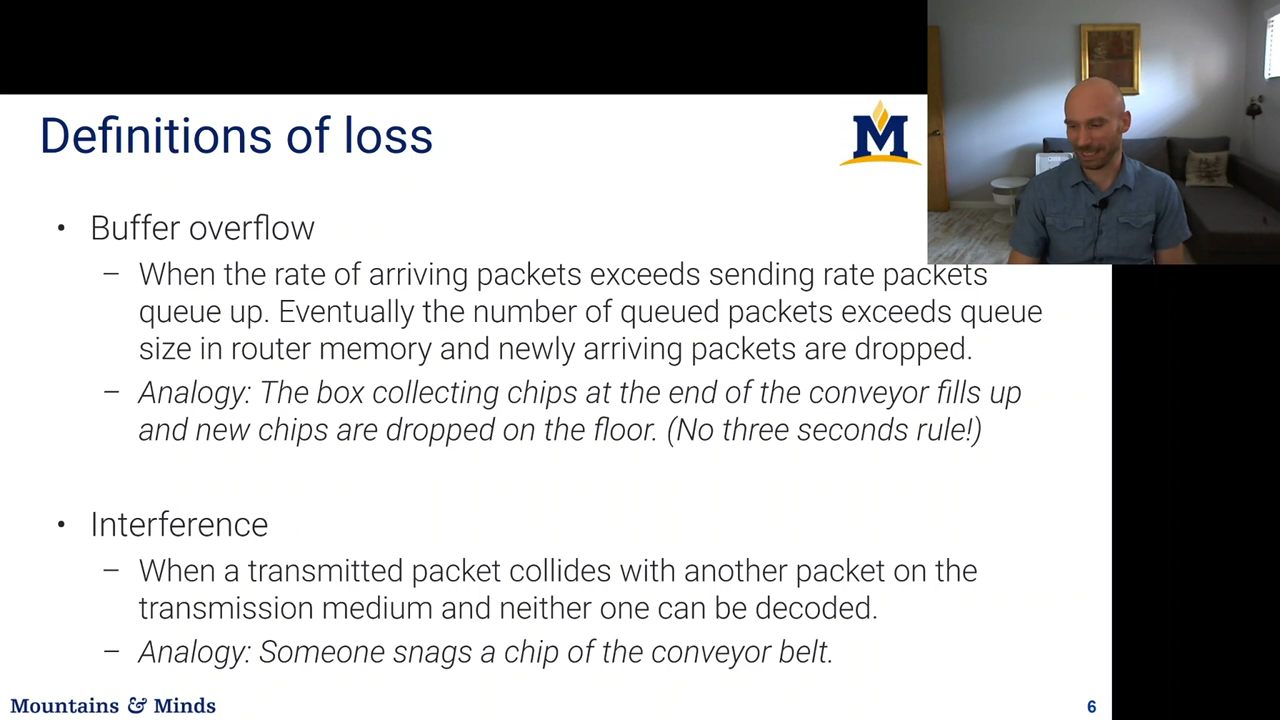 Definitions of loss
M
• Buffer overflow
– When the rate of arriving packets exceeds sending rate packets
queue up. Eventually the number of queued packets exceeds queue
size in router memory and newly arriving packets are dropped.
– Analogy: The box collecting chips at the end of the conveyor fills up
and new chips are dropped on the floor. (No three seconds rule!)
• Interference
– When a transmitted packet collides with another packet on the
transmission medium and neither one can be decoded.
– Analogy: Someone snags a chip of the conveyor belt.
Mountains & Minds
6